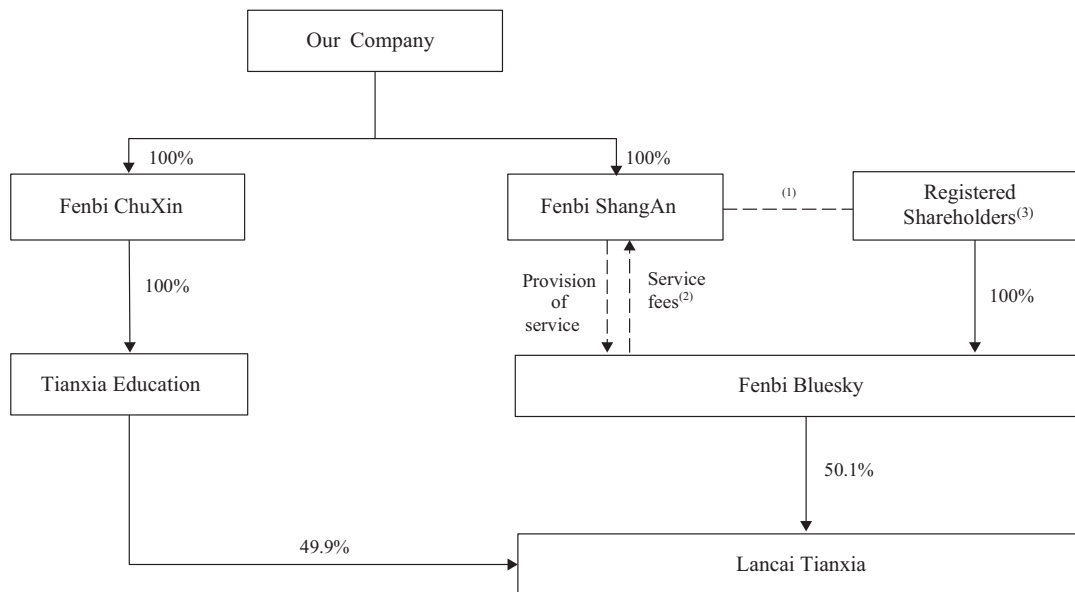 Our Company
100%
100%
Fenbi ChuXin
Fenbi ShangAn
(1)
Registered
Shareholders(3)
100%
Provision
of
service
Service
fees(2)
100%
Tianxia Education
Fenbi Bluesky
50.1%
49.9%
Lancai Tianxia